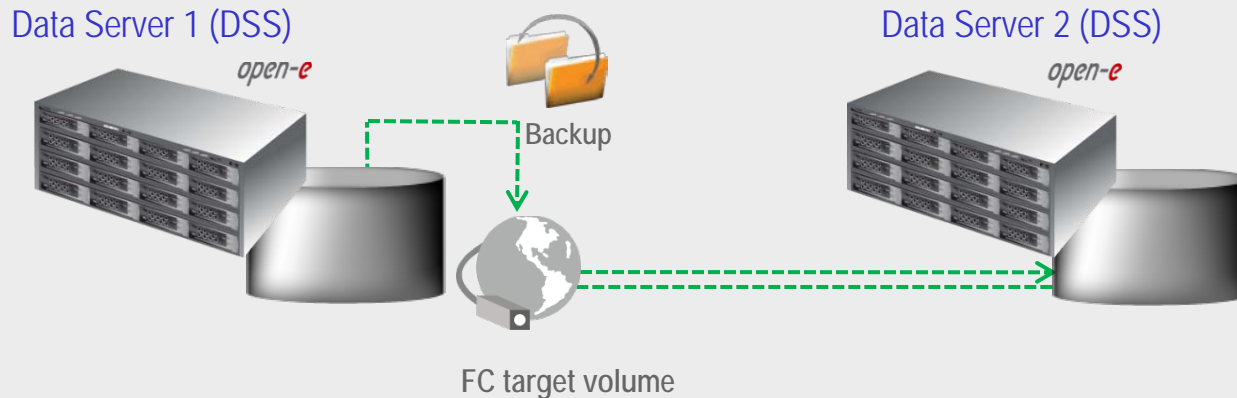 Data Server 1 (DSS)
Data Server 2 (DSS)
open-e
open-e
Backup
FC target volume